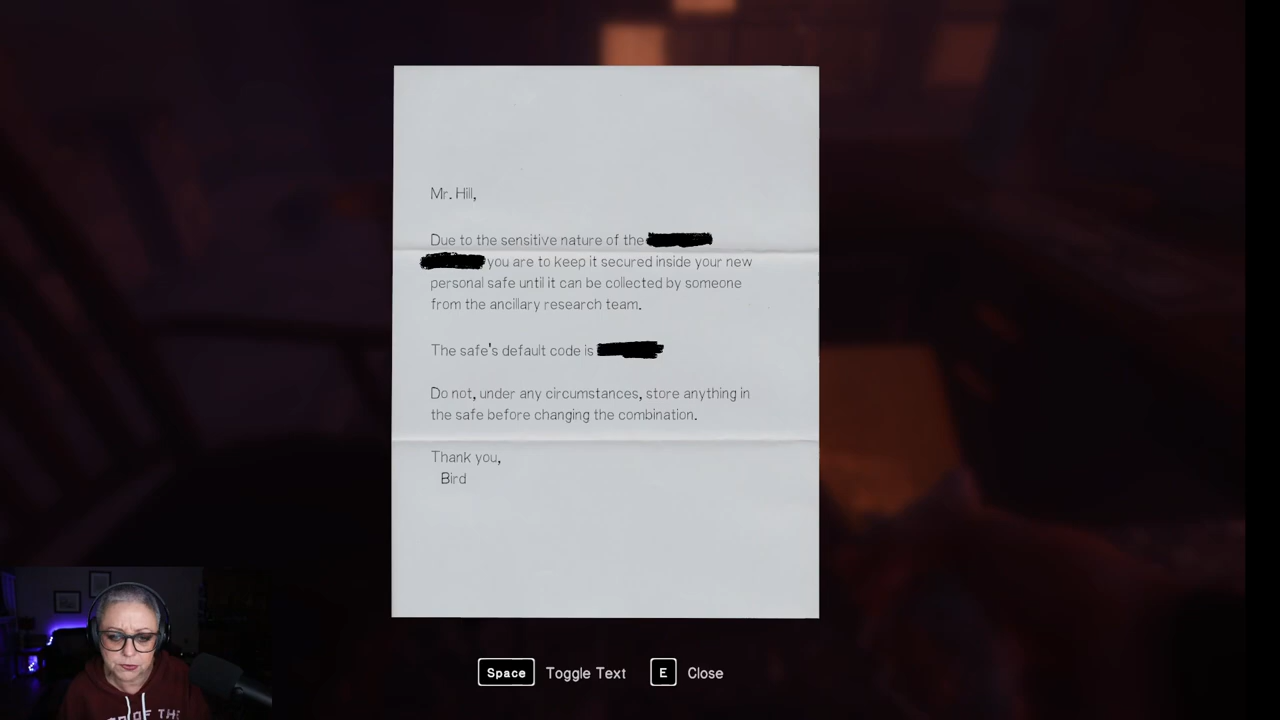 Mr. Hill,
Due to the sensitive nature of the
you are to keep it secured inside your new
personal safe until it can be collected by someone
from the ancillary research team.
The safe's default code is
Do not, under any circumstances, store anything in
the safe before changing the combination.
Thank you,
Bird
Space Toggle Text E Close
OF THE